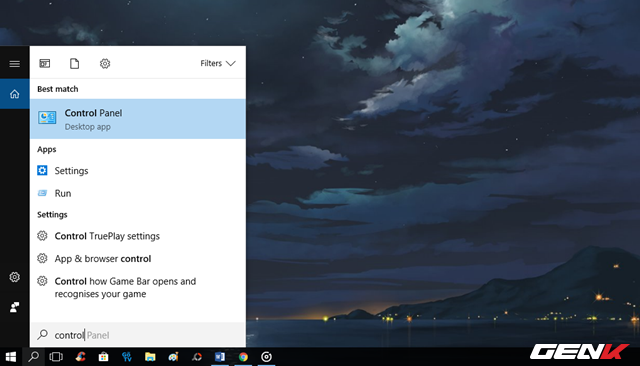 Filters
Best match
Control Panel
Desktop app
Apps
Settings
Run
Settings
Control TruePlay settings
App & browser control
Control how Game Bar opens and
recognises your game
control Panel
GENK